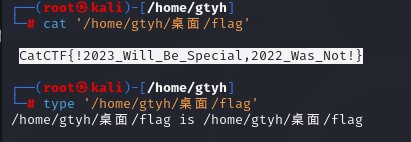 ┌──(root㉿kali)-[/home/gtyh]
└─# cat '/home/gtyh/桌面/flag'
CatCTF{!2023_Will_Be_Special,2022_Was_Not!}
┌──(root㉿kali)-[/home/gtyh]
└─# type '/home/gtyh/桌面/flag'
/home/gtyh/桌面/flag is /home/gtyh/桌面/flag